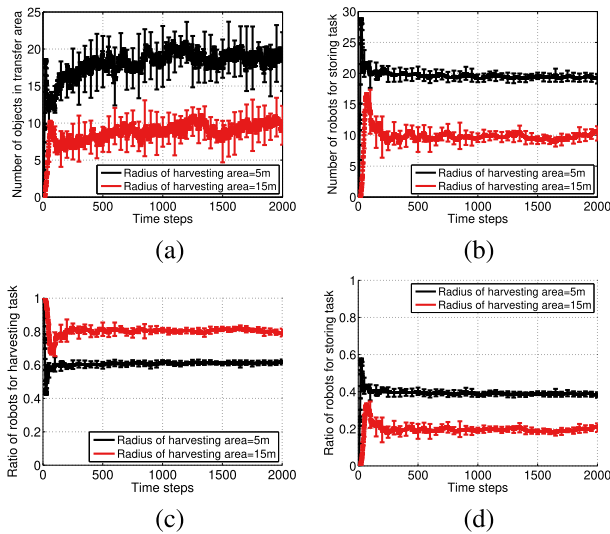 25
20
15
10
5
0
Number of objects in transfer area
0 500 1000 1500 2000
Time steps
Radius of harvesting area=5m
Radius of harvesting area=15m
(a)
30
25
20
15
10
5
0
Number of robots for storing task
0 500 1000 1500 2000
Time steps
Radius of harvesting area=5m
Radius of harvesting area=15m
(b)
1
0.8
0.6
0.4
0.2
0
Ratio of robots for harvesting task
0 500 1000 1500 2000
Time steps
Radius of harvesting area=5m
Radius of harvesting area=15m
(c)
1
0.8
0.6
0.4
0.2
0
Ratio of robots for storing task
0 500 1000 1500 2000
Time steps
Radius of harvesting area=5m
Radius of harvesting area=15m
(d)